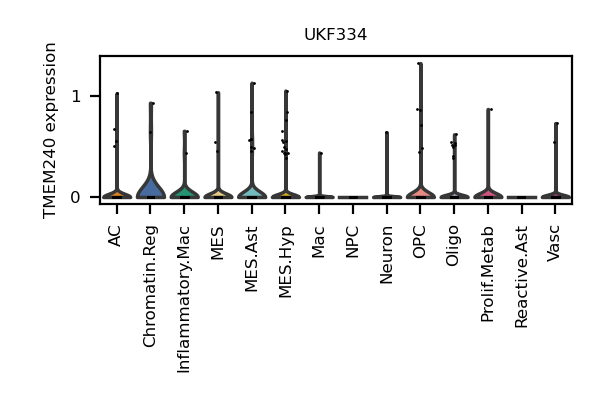 UKF334
TMEM240 expression
1
0
AC
Chromatin.Reg
Inflammatory.Mac
MES
MES.Ast
MES.Hyp
Mac
NPC
Neuron
OPC
Oligo
Prolif.Metab
Reactive.Ast
Vasc